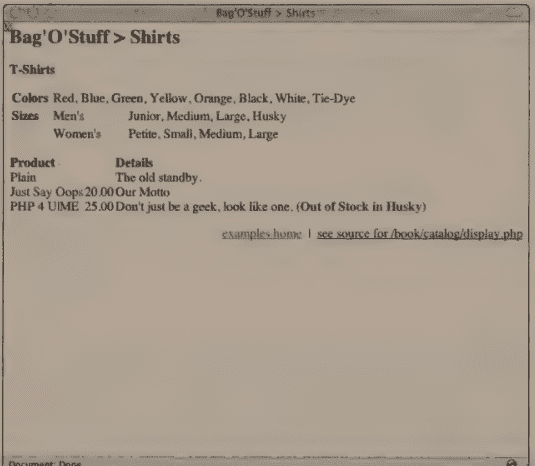 Bag'O'Stuff > Shirts
Bag'O'Stuff > Shirts
T-Shirts
Colors Red, Blue, Green, Yellow, Orange, Black, White, Tie-Dye
Sizes Men's Junior, Medium, Large, Husky
Women's Petite, Small, Medium, Large
Product Details
Plain The old standby.
Just Say Oops 20.00 Our Motto
PHP 4 U|ME 25.00 Don't just be a geek, look like one. (Out of Stock in Husky)
examples home | see source for /book/catalog/display.php
Document: Done